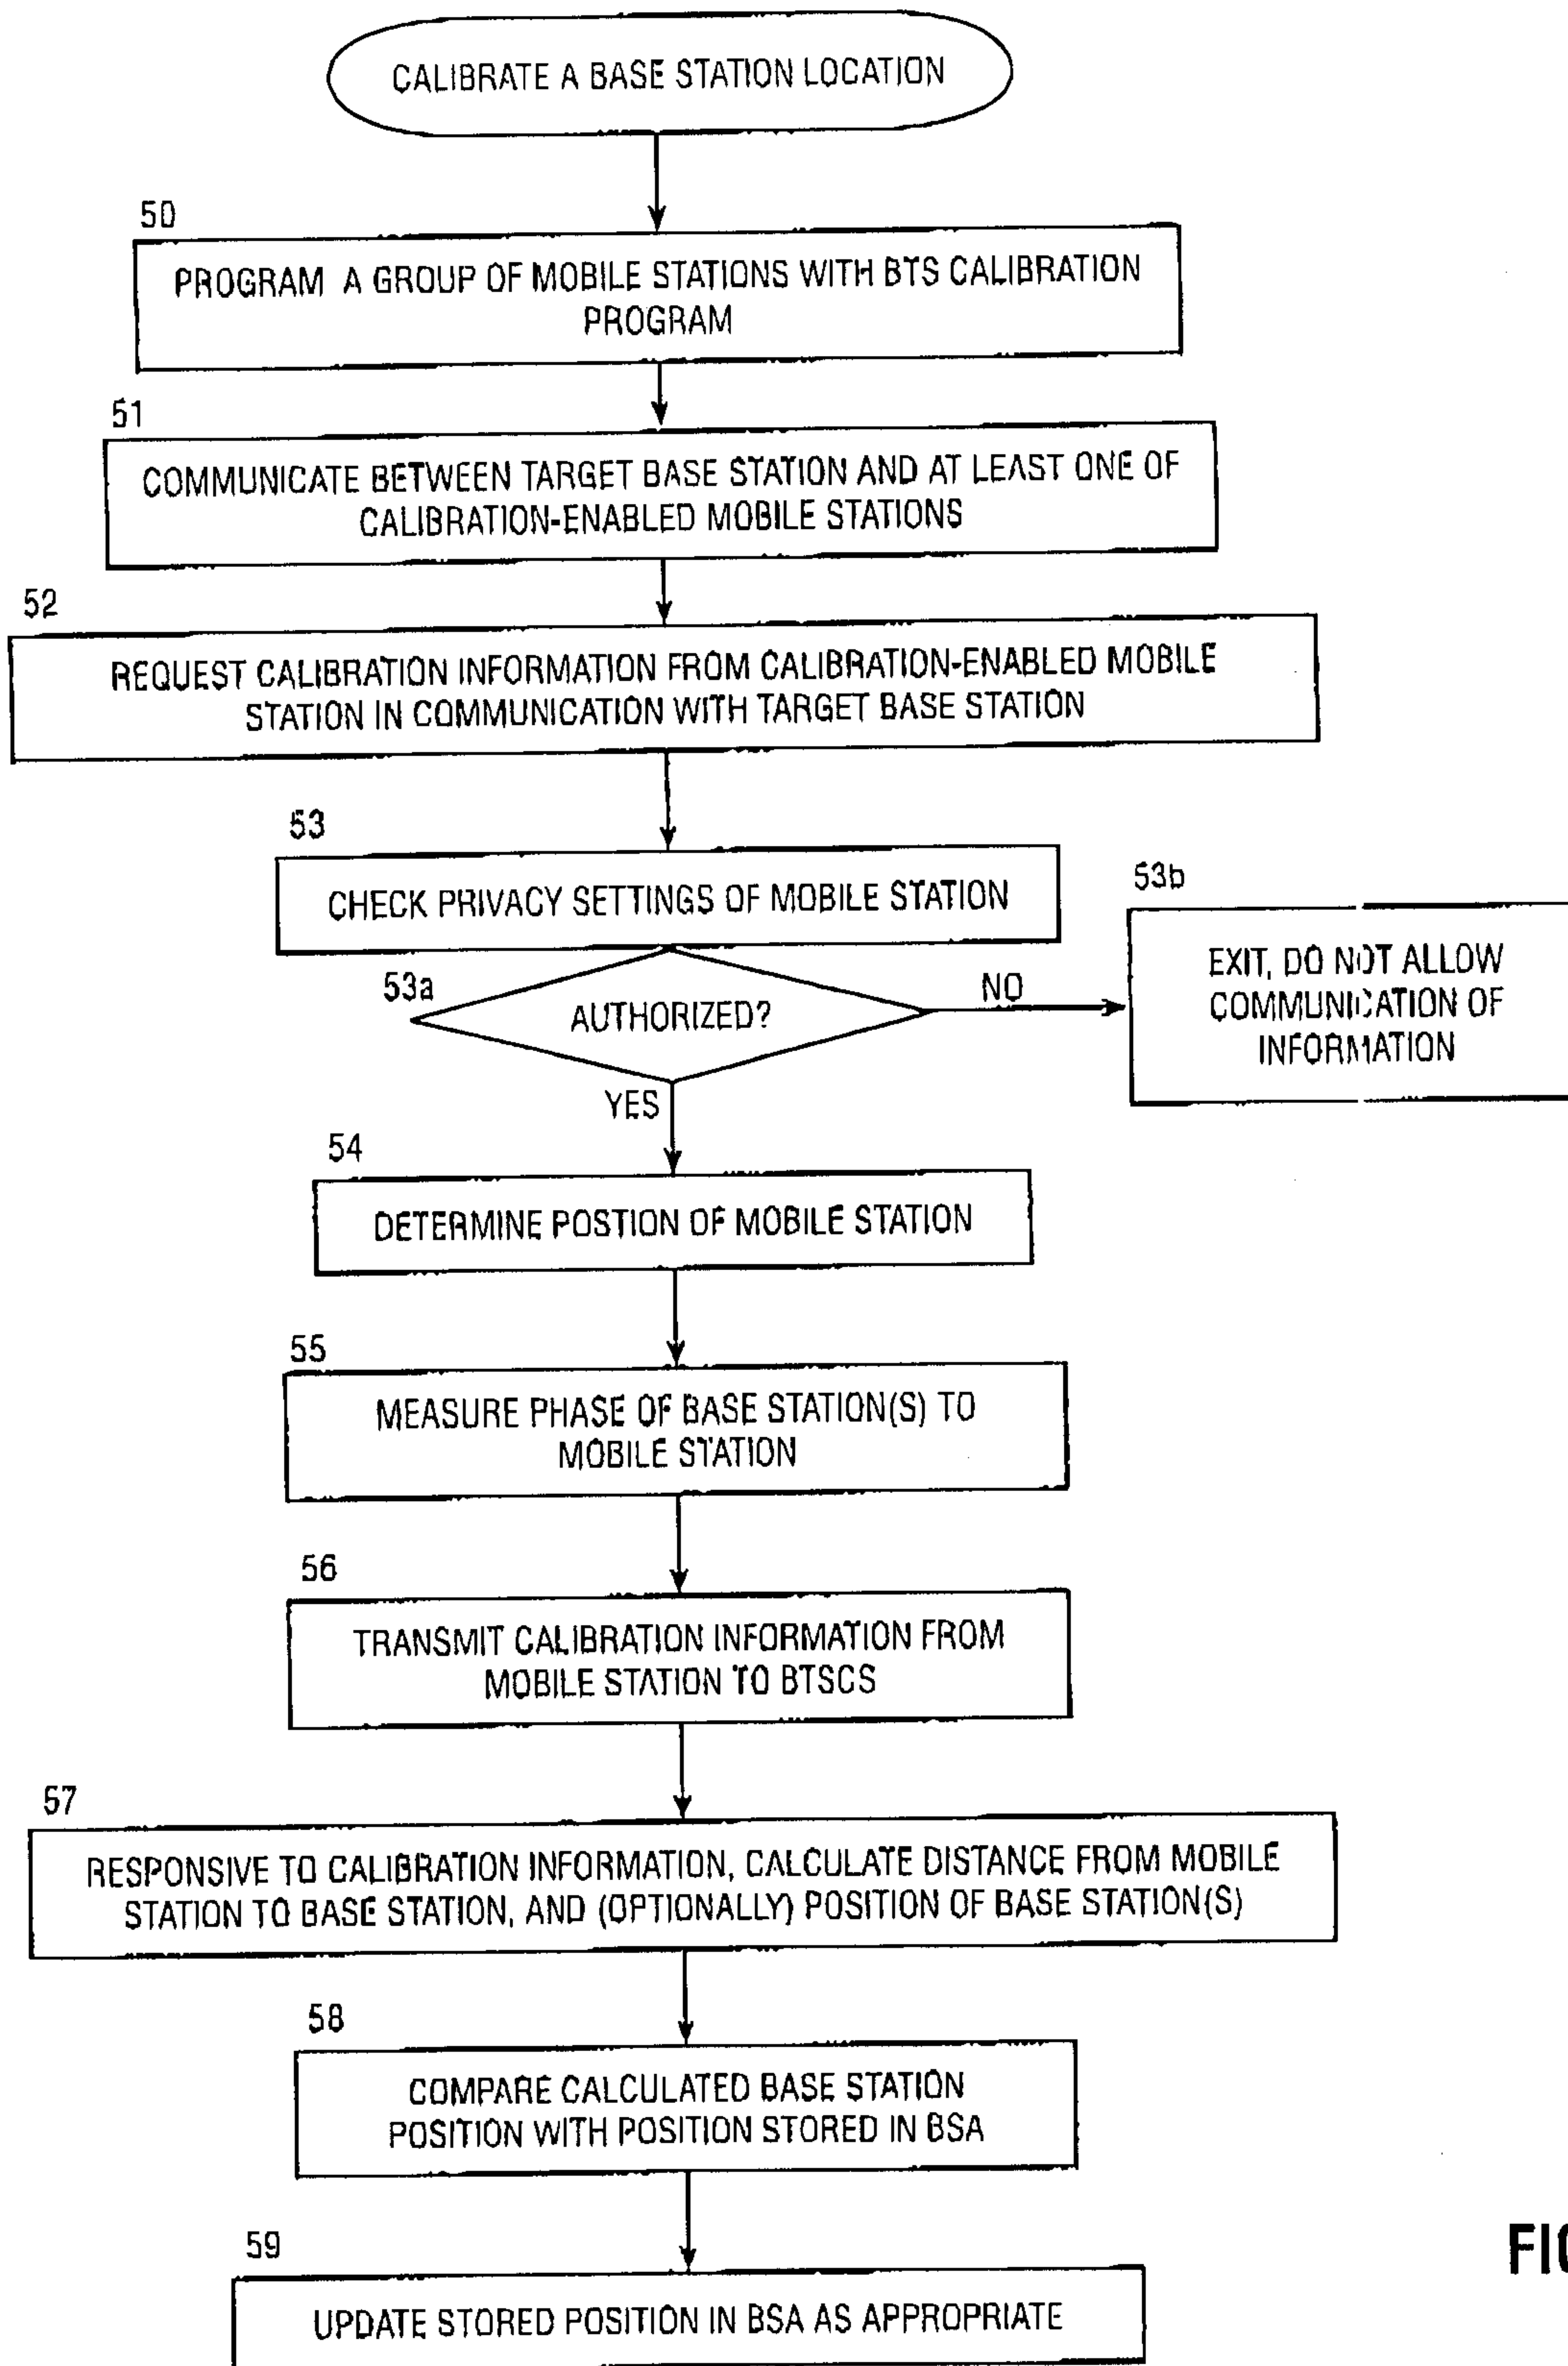 CALIBRATE A BASE STATION LOCATION
50
PROGRAM A GROUP OF MOBILE STATIONS WITH BTS CALIBRATION
PROGRAM
51
COMMUNICATE BETWEEN TARGET BASE STATION AND AT LEAST ONE OF
CALIBRATION-ENABLED MOBILE STATIONS
52
REQUEST CALIBRATION INFORMATION FROM CALIBRATION-ENABLED MOBILE
STATION IN COMMUNICATION WITH TARGET BASE STATION
53
CHECK PRIVACY SETTINGS OF MOBILE STATION
53a
AUTHORIZED?
NO
53b
EXIT, DO NOT ALLOW
COMMUNICATION OF
INFORMATION
YES
54
DETERMINE POSTION OF MOBILE STATION
55
MEASURE PHASE OF BASE STATION(S) TO
MOBILE STATION
56
TRANSMIT CALIBRATION INFORMATION FROM
MOBILE STATION TO BTSCS
57
RESPONSIVE TO CALIBRATION INFORMATION, CALCULATE DISTANCE FROM MOBILE
STATION TO BASE STATION, AND (OPTIONALLY) POSITION OF BASE STATION(S)
58
COMPARE CALCULATED BASE STATION
POSITION WITH POSITION STORED IN BSA
59
UPDATE STORED POSITION IN BSA AS APPROPRIATE